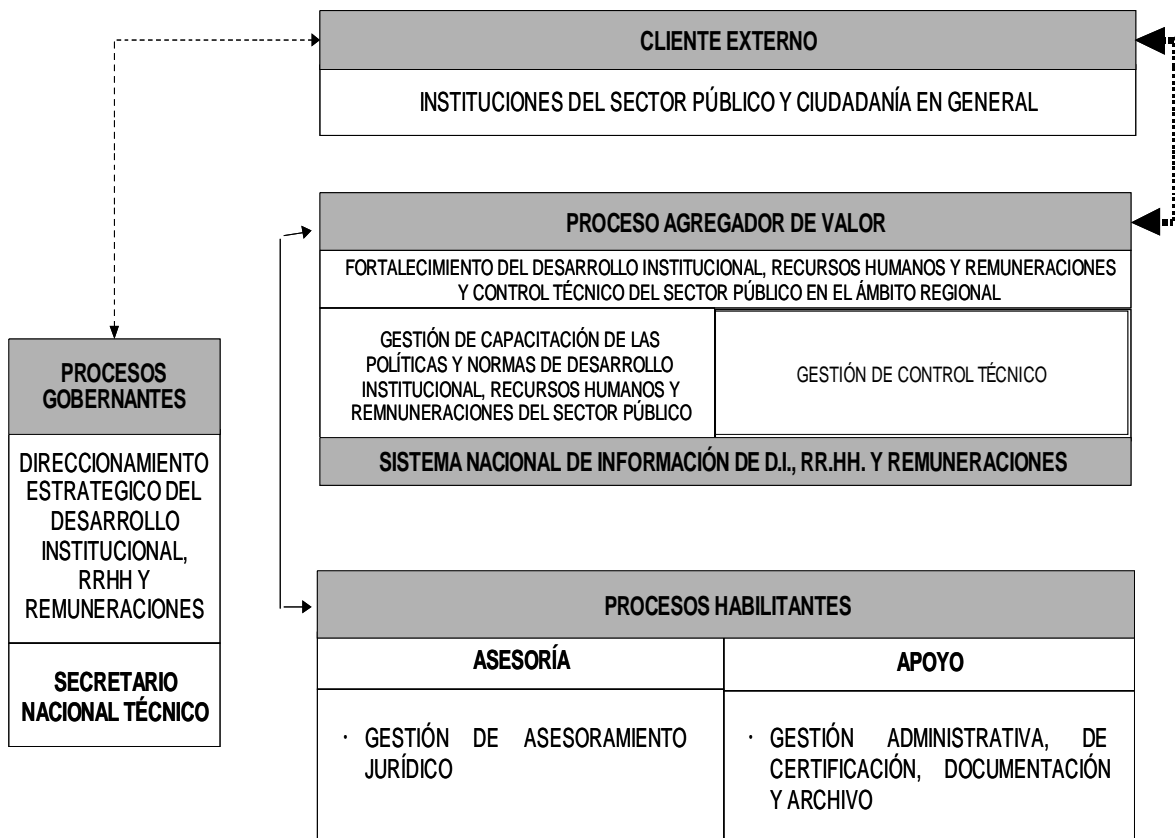 CLIENTE EXTERNO
INSTITUCIONES DEL SECTOR PÚBLICO Y CIUDADANÍA EN GENERAL
PROCESO AGREGADOR DE VALOR
FORTALECIMIENTO DEL DESARROLLO INSTITUCIONAL, RECURSOS HUMANOS Y REMUNERACIONES
Y CONTROL TÉCNICO DEL SECTOR PÚBLICO EN EL ÁMBITO REGIONAL
GESTIÓN DE CAPACITACIÓN DE LAS
POLÍTICAS Y NORMAS DE DESARROLLO
INSTITUCIONAL, RECURSOS HUMANOS Y
REMNUNERACIONES DEL SECTOR PÚBLICO
GESTIÓN DE CONTROL TÉCNICO
SISTEMA NACIONAL DE INFORMACIÓN DE D.I., RR.HH. Y REMUNERACIONES
PROCESOS
GOBERNANTES
DIRECCIONAMIENTO
ESTRATEGICO DEL
DESARROLLO
INSTITUCIONAL,
RRHH Y
REMUNERACIONES
SECRETARIO
NACIONAL TÉCNICO
PROCESOS HABILITANTES
ASESORÍA
· GESTIÓN DE ASESORAMIENTO
JURÍDICO
APOYO
· GESTIÓN ADMINISTRATIVA, DE
CERTIFICACIÓN, DOCUMENTACIÓN
Y ARCHIVO